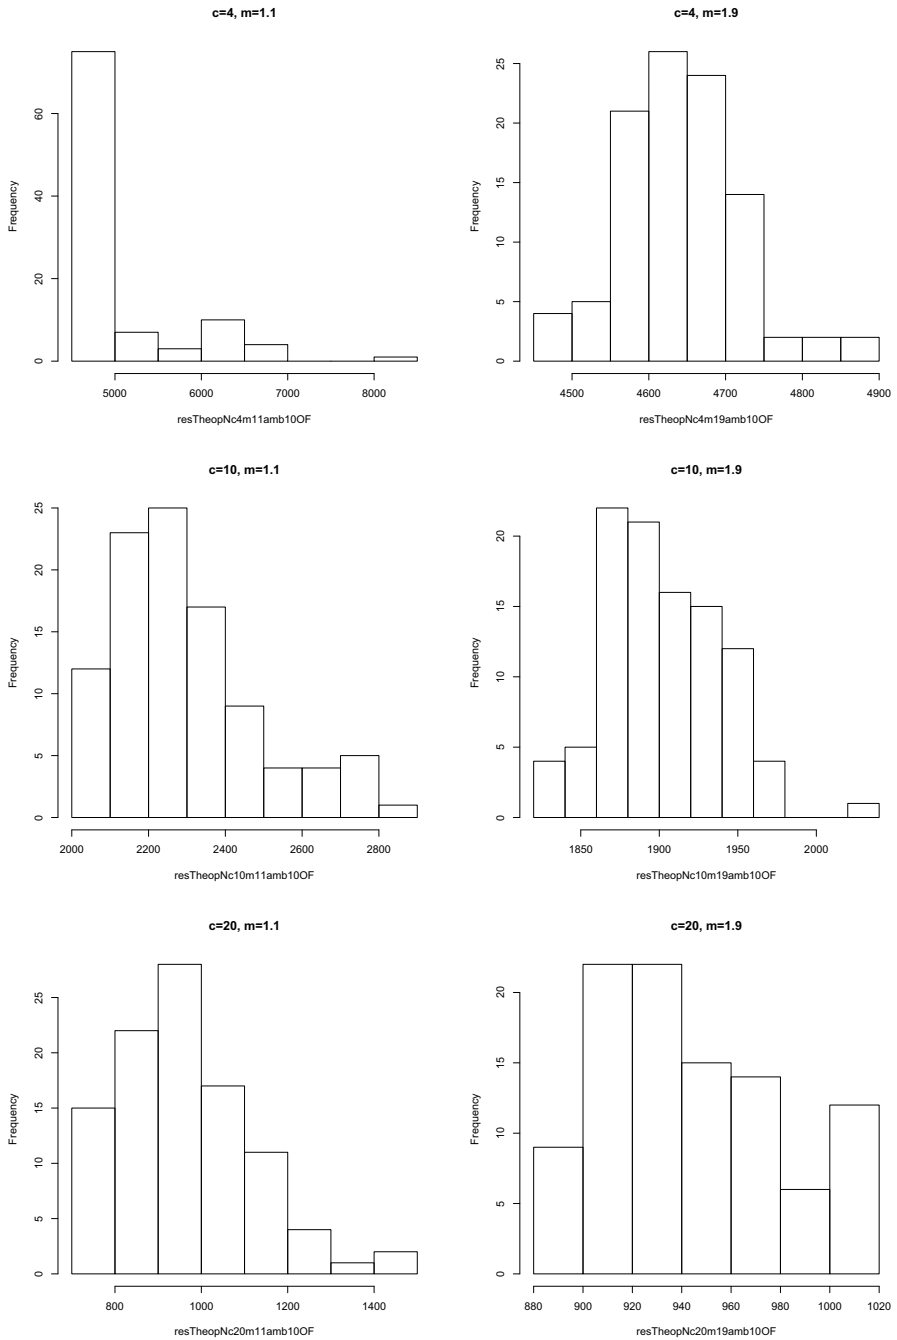 c=4, m=1.1
Frequency
0 20 40 60
5000 6000 7000 8000
resTheopNc4m11amb10OF
c=4, m=1.9
Frequency
0 5 10 15 20 25
4500 4600 4700 4800 4900
resTheopNc4m19amb10OF
c=10, m=1.1
Frequency
0 5 10 15 20 25
2000 2200 2400 2600 2800
resTheopNc10m11amb10OF
c=10, m=1.9
Frequency
0 5 10 15 20
1850 1900 1950 2000
resTheopNc10m19amb10OF
c=20, m=1.1
Frequency
0 5 10 15 20 25
800 1000 1200 1400
resTheopNc20m11amb10OF
c=20, m=1.9
Frequency
0 5 10 15 20
880 900 920 940 960 980 1000 1020
resTheopNc20m19amb10OF